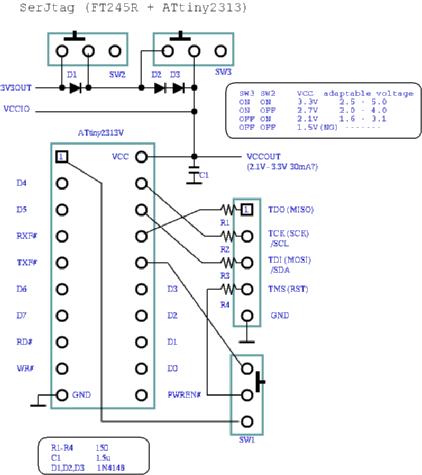 SerJtag (FT245R + ATtiny2313)
D1
SW2
D2 D3
SW3
3V3OUT
VCCIO
SW3 SW2 VCC adaptable voltage
ON ON 3.3V 2.5 - 5.0
ON OFF 2.7V 2.0 - 4.0
OFF ON 2.1V 1.6 - 3.1
OFF OFF 1.5V(NG) -------
ATtiny2313V
1
VCC
VCCOUT
(2.1V-3.3V 30mA?)
C1
D4
D5
RXF#
TXF#
D6
D7
RD#
WR#
GND
D3
D2
D1
D0
PWREN#
R1
R2
R3
R4
1
TDO (MISO)
TCK (SCK)
/SCL
TDI (MOSI)
/SDA
TMS (RST)
GND
SW1
R1-R4 150
C1 1.5u
D1,D2,D3 1N4148